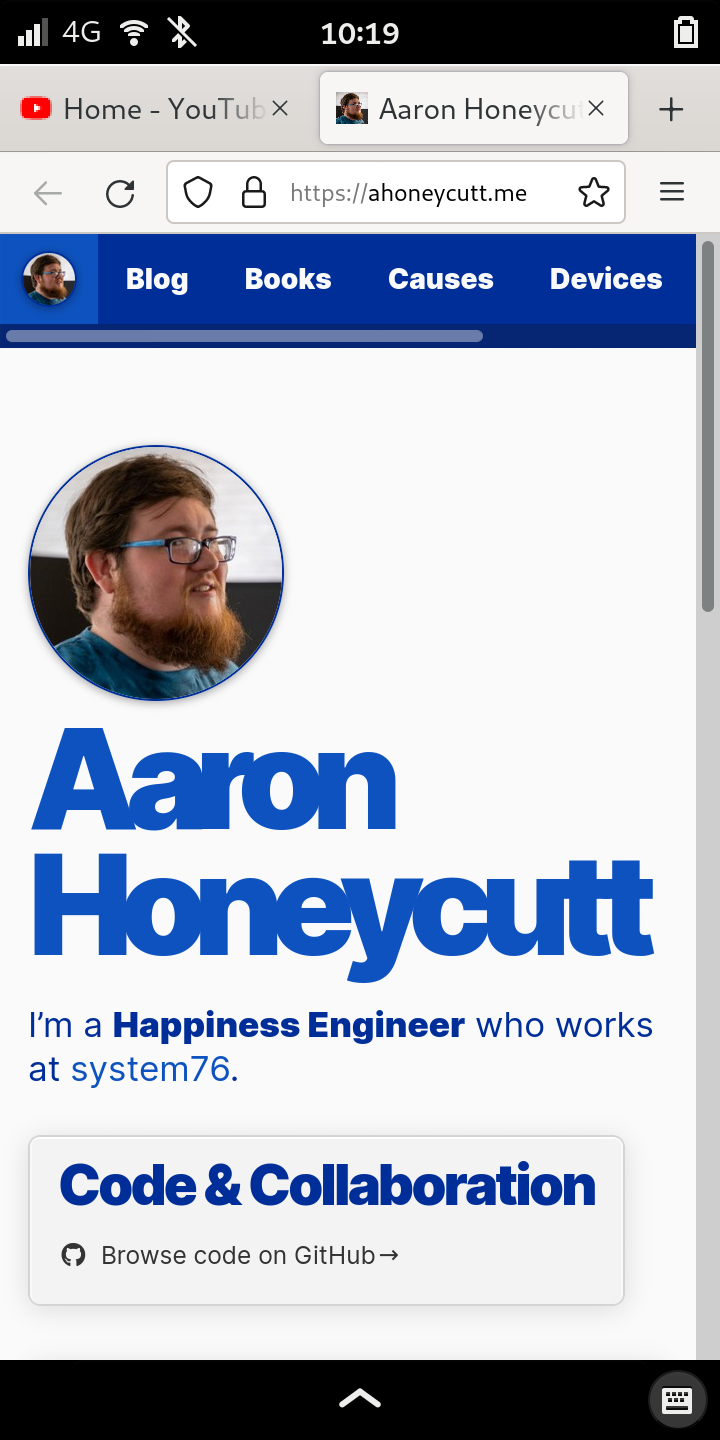 4G 10:19
Home - YouTub Aaron Honeycut
https://ahoneycutt.me
Blog Books Causes Devices
Aaron
Honeycutt
I'm a Happiness Engineer who works
at system76.
Code & Collaboration
Browse code on GitHub→